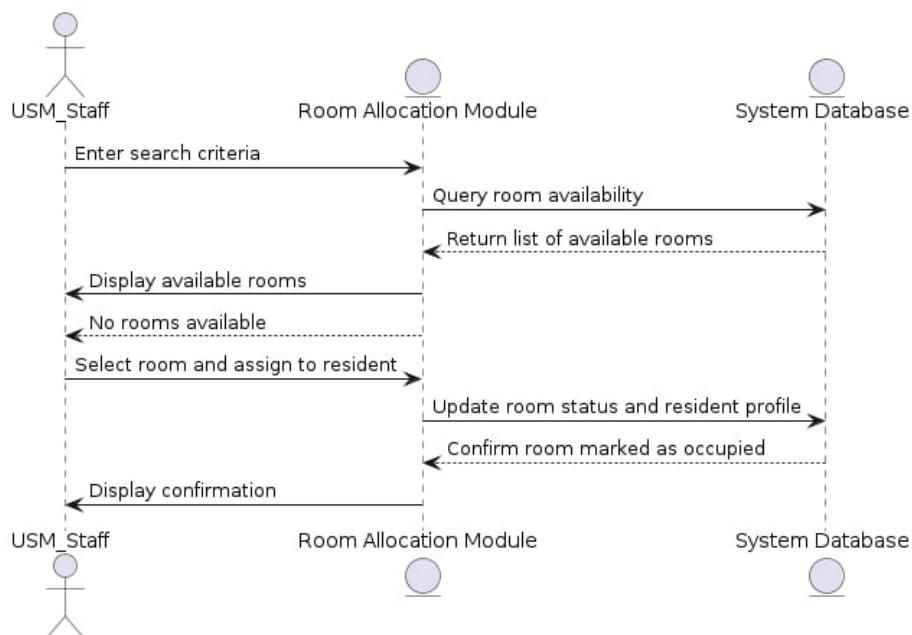 USM_Staff
Room Allocation Module
System Database
Enter search criteria
Query room availability
Return list of available rooms
Display available rooms
No rooms available
Select room and assign to resident
Update room status and resident profile
Confirm room marked as occupied
Display confirmation
USM_Staff
Room Allocation Module
System Database